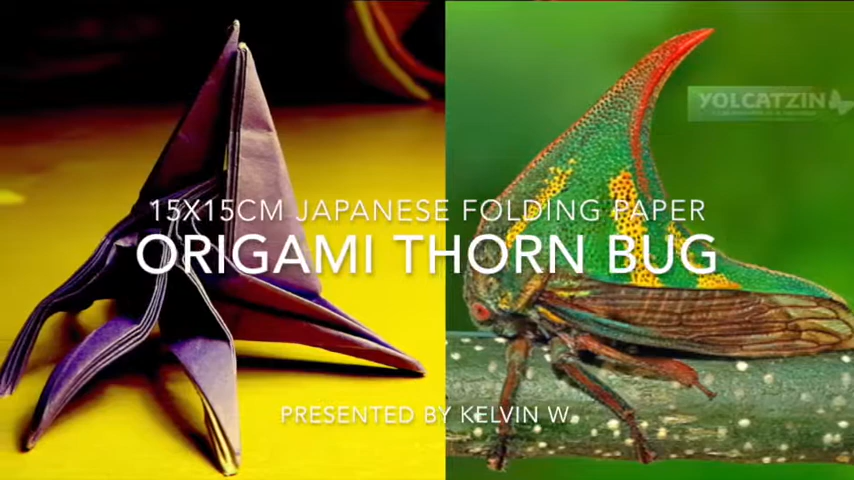 YOLCATZIN
15X15CM JAPANESE FOLDING PAPER
ORIGAMI THORN BUG
PRESENTED BY KELVIN W